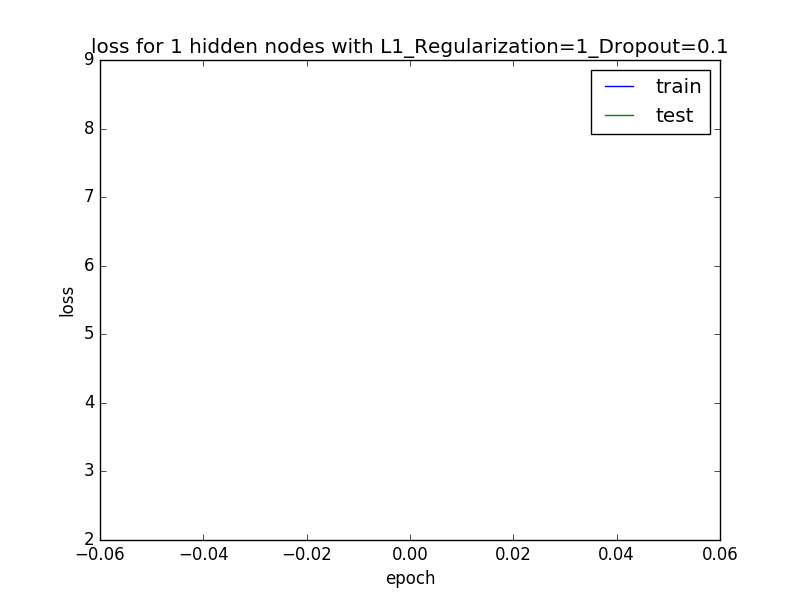 loss for 1 hidden nodes with L1_Regularization=1_Dropout=0.1
9
train
test
8
7
6
5
loss
4
3
2
−0.06 −0.04 −0.02 0.00 0.02 0.04 0.06
epoch